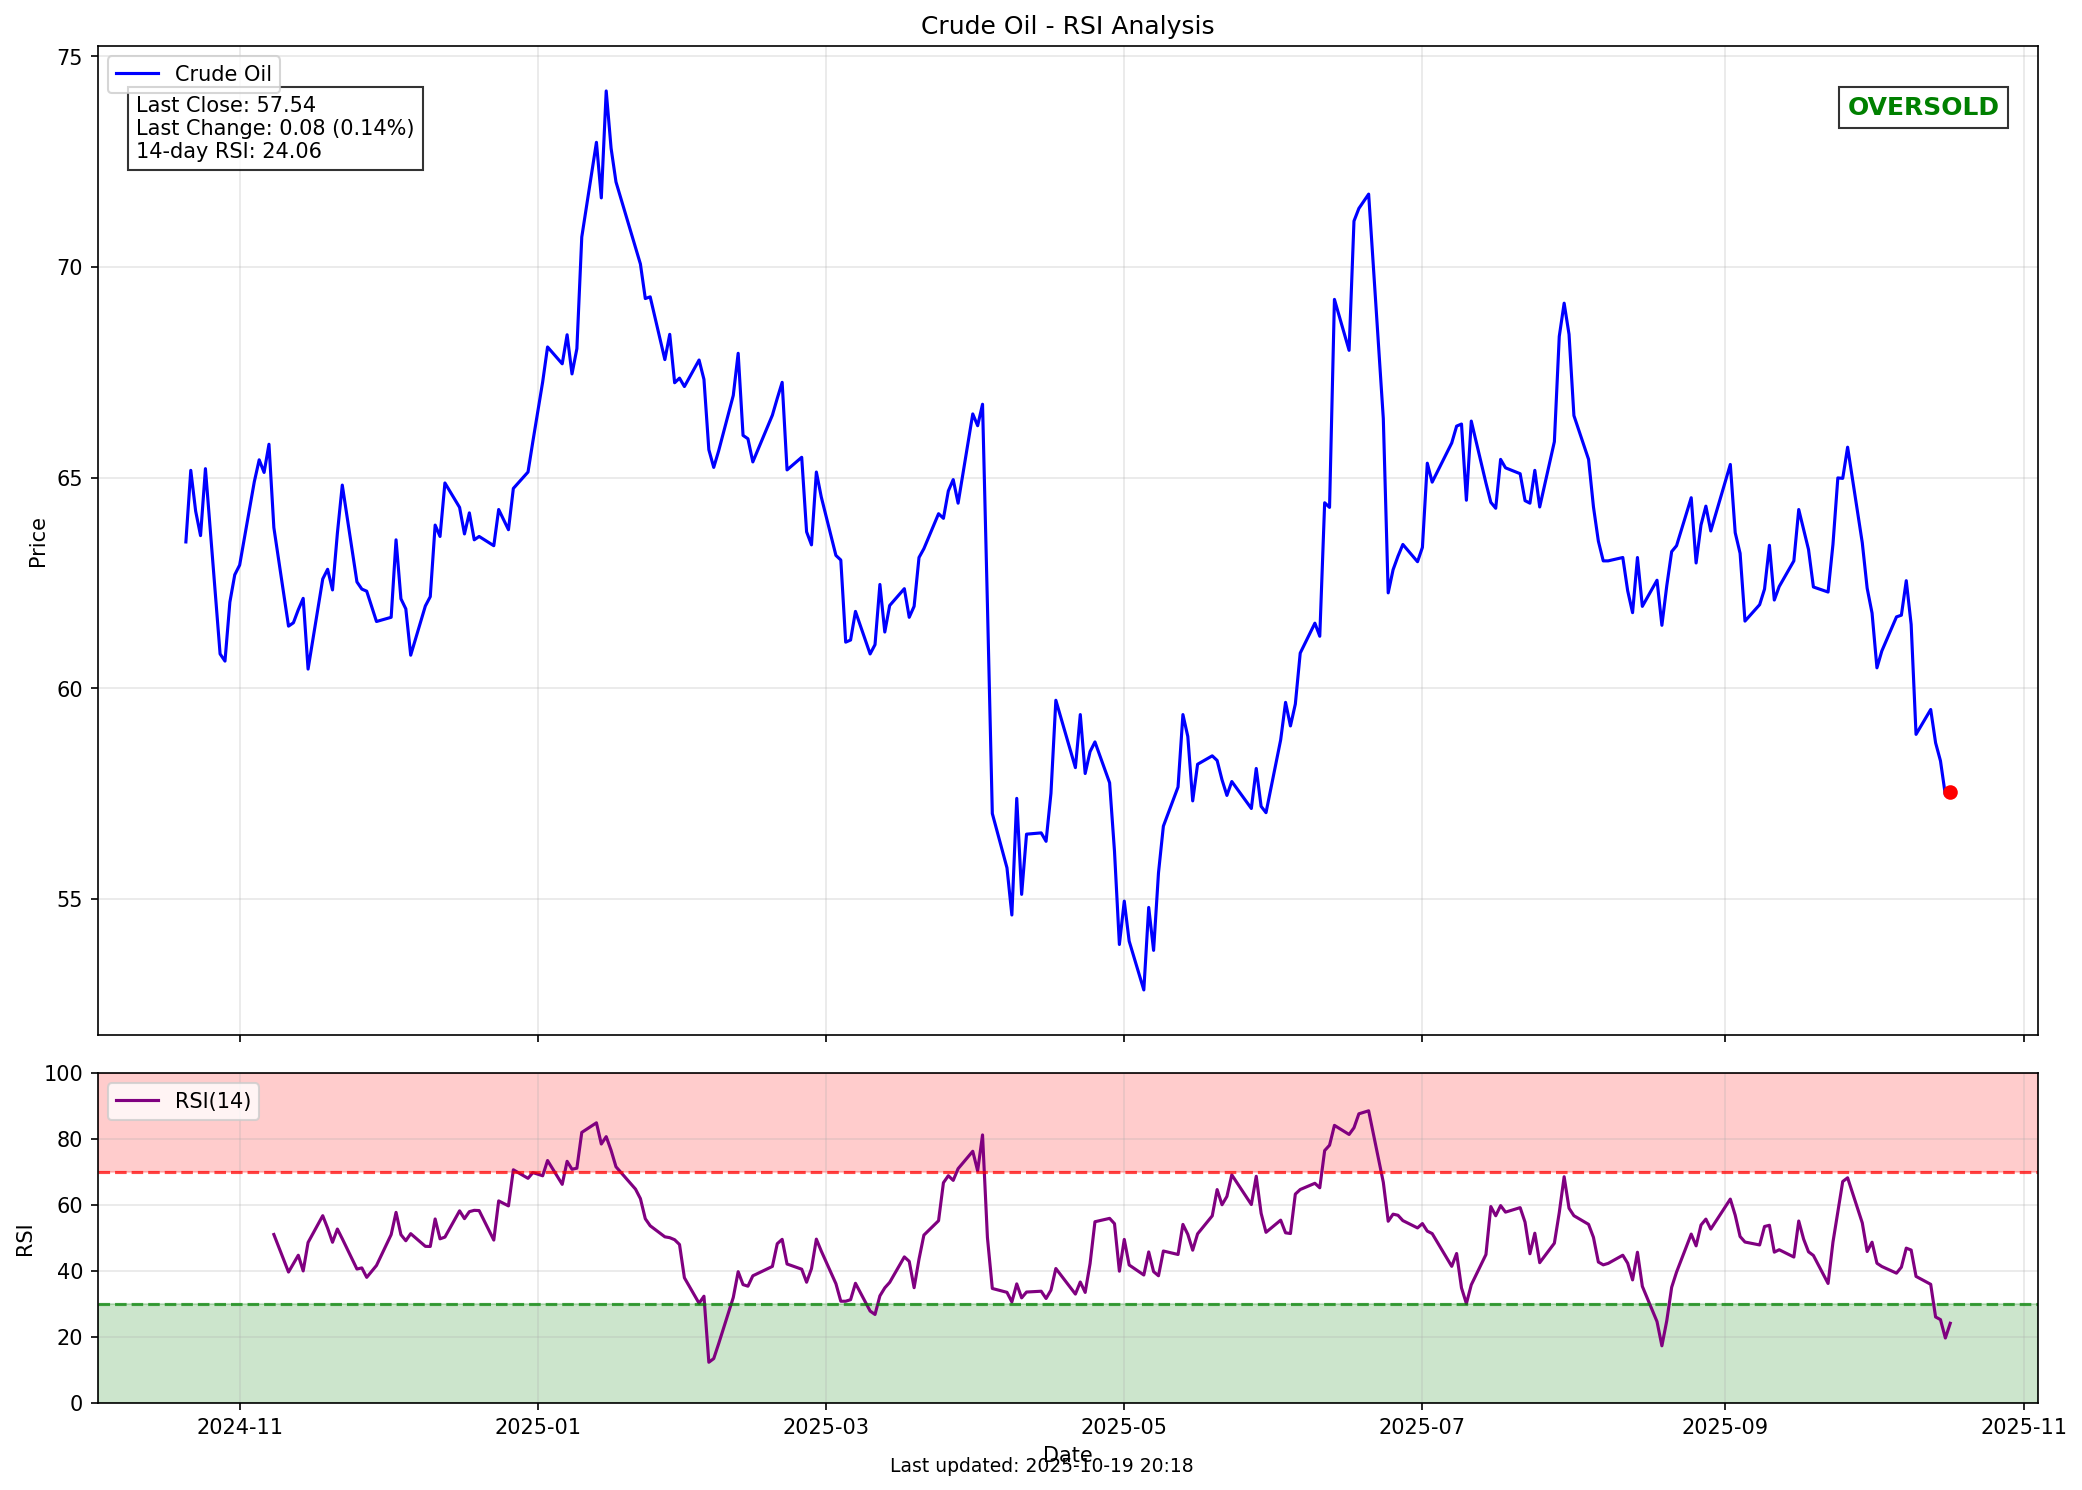 Crude Oil - RSI Analysis
Crude Oil
Last Close: 57.54
Last Change: 0.08 (0.14%)
14-day RSI: 24.06
OVERSOLD
Price
75
70
65
60
55
RSI(14)
RSI
100
80
60
40
20
0
2024-11
2025-01
2025-03
2025-05
2025-07
2025-09
2025-11
Date
Last updated: 2025-10-19 20:18